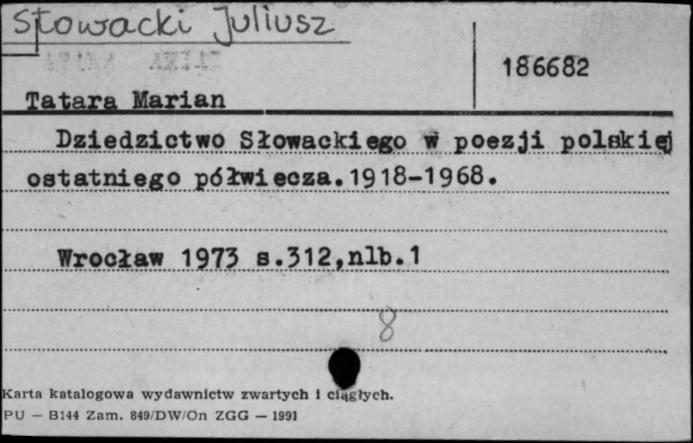 Słowacki Juliusz
186682
Tatara Marian
Dziedzictwo Słowackiego w poezji polskiej
ostatniego półwiecza.1918-1968.
Wrocław 1973 s.312,nlb.1
8
Karta katalogowa wydawnictw zwartych i ciągłych.
PU — B144 Zam. 849/DW/On ZGG — 1991